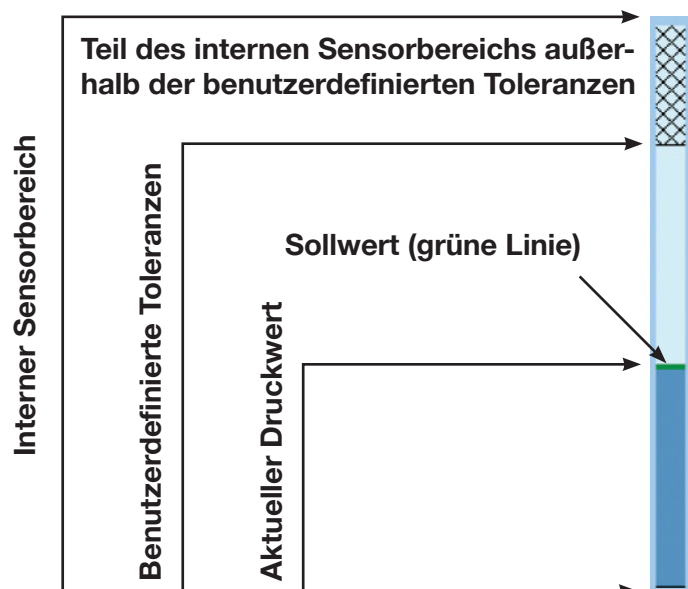 Teil des internen Sensorbereichs außer-
halb der benutzerdefinierten Toleranzen
Interner Sensorbereich
Benutzerdefinierte Toleranzen
Sollwert (grüne Linie)
Aktueller Druckwert